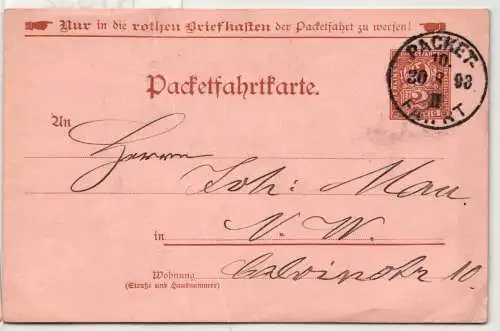 Nur in die rothen Briefkasten der Packetfahrt zu werfen!
PACKET-
10.
30 8 93
FAHRT
2
Packetfahrtkarte.
An
Herrn Joh: Mau.
N. W.
in
Calvinstr 10.
Wohnung
(Straße und Hausnummer)